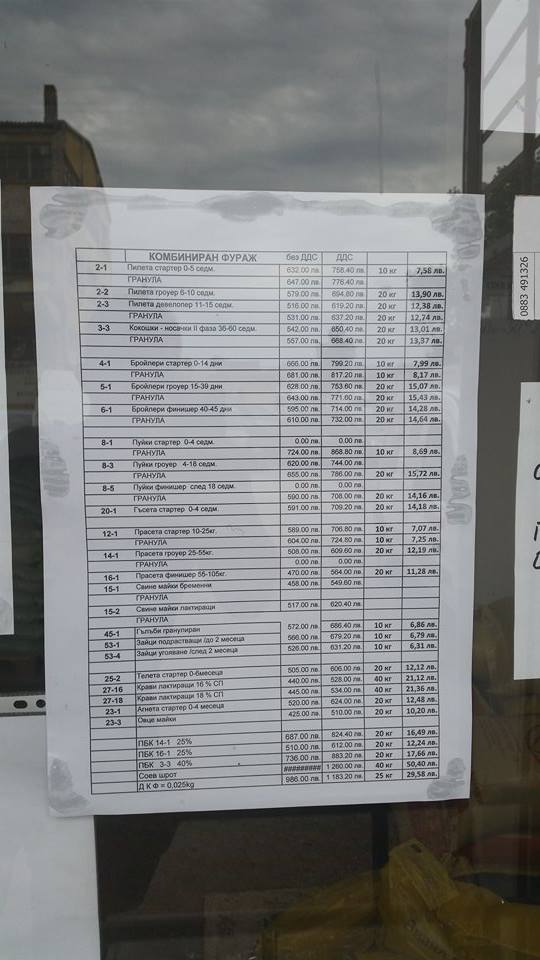 КОМБИНИРАН ФУРАЖ без ДДС ДДС
2-1 Пилета стартер 0-5 седм. 632.00 лв. 758.40 лв. 10 кг 7,58 лв.
ГРАНУЛА 647.00 лв. 776.40 лв.
2-2 Пилета гроуер 6-10 седм. 579.00 лв. 694.80 лв. 20 кг 13,90 лв.
2-3 Пилета девелопер 11-15 седм. 516.00 лв. 619.20 лв. 20 кг 12,38 лв.
ГРАНУЛА 531.00 лв. 637.20 лв. 20 кг 12,74 лв.
3-3 Кокошки - носачки II фаза 36-60 седм. 542.00 лв. 650.40 лв. 20 кг 13,01 лв.
ГРАНУЛА 557.00 лв. 668.40 лв. 20 кг 13,37 лв.
4-1 Бройлери стартер 0-14 дни 666.00 лв. 799.20 лв. 10 кг 7,99 лв.
ГРАНУЛА 681.00 лв. 817.20 лв. 10 кг 8,17 лв.
5-1 Бройлери гроуер 15-39 дни 628.00 лв. 753.60 лв. 20 кг 15,07 лв.
ГРАНУЛА 643.00 лв. 771.60 лв. 20 кг 15,43 лв.
6-1 Бройлери финишер 40-45 дни 595.00 лв. 714.00 лв. 20 кг 14,28 лв.
ГРАНУЛА 610.00 лв. 732.00 лв. 20 кг 14,64 лв.
8-1 Пуйки стартер 0-4 седм. 0.00 лв. 0.00 лв.
ГРАНУЛА 724.00 лв. 868.80 лв. 10 кг 8,69 лв.
8-3 Пуйки гроуер 4-18 седм. 620.00 лв. 744.00 лв.
ГРАНУЛА 655.00 лв. 786.00 лв. 20 кг 15,72 лв.
8-5 Пуйки финишер след 18 седм. 0.00 лв. 0.00 лв.
ГРАНУЛА 590.00 лв. 708.00 лв. 20 кг 14,16 лв.
20-1 Гъсета стартер 0-4 седм. 591.00 лв. 709.20 лв. 20 кг 14,18 лв.
12-1 Прасета стартер 10-25кг. 589.00 лв. 706.80 лв. 10 кг 7,07 лв.
ГРАНУЛА 604.00 лв. 724.80 лв. 10 кг 7,25 лв.
14-1 Прасета гроуер 25-55кг. 508.00 лв. 609.60 лв. 20 кг 12,19 лв.
ГРАНУЛА 0.00 лв. 0.00 лв.
16-1 Прасета финишер 55-105кг. 470.00 лв. 564.00 лв. 20 кг 11,28 лв.
15-1 Свине майки бременни 458.00 лв. 549.60 лв.
ГРАНУЛА
15-2 Свине майки лактиращи 517.00 лв. 620.40 лв.
ГРАНУЛА
45-1 Гълъби гранулиран 572.00 лв. 686.40 лв. 10 кг 6,86 лв.
53-1 Зайци подрастващи /до 2 месеца 566.00 лв. 679.20 лв. 10 кг 6,79 лв.
53-4 Зайци угояване /след 2 месеца 526.00 лв. 631.20 лв. 10 кг 6,31 лв.
25-2 Телета стартер 0-6месеца 505.00 лв. 606.00 лв. 20 кг 12,12 лв.
27-16 Крави лактиращи 16 % СП 440.00 лв. 528.00 лв. 40 кг 21,12 лв.
27-18 Крави лактиращи 18 % СП 445.00 лв. 534.00 лв. 40 кг 21,36 лв.
23-1 Агнета стартер 0-4 месеца 520.00 лв. 624.00 лв. 20 кг 12,48 лв.
23-3 Овце майки 425.00 лв. 510.00 лв. 20 кг 10,20 лв.
ПБК 14-1 25% 687.00 лв. 824.40 лв. 20 кг 16,49 лв.
ПБК 16-1 25% 510.00 лв. 612.00 лв. 20 кг 12,24 лв.
ПБК 3-3 40% 736.00 лв. 883.20 лв. 20 кг 17,66 лв.
Соев шрот ######### 1 260.00 лв. 40 кг 50,40 лв.
Д К Ф = 0,025kg 986.00 лв. 1 183.20 лв. 25 кг 29,58 лв.
0883 491326